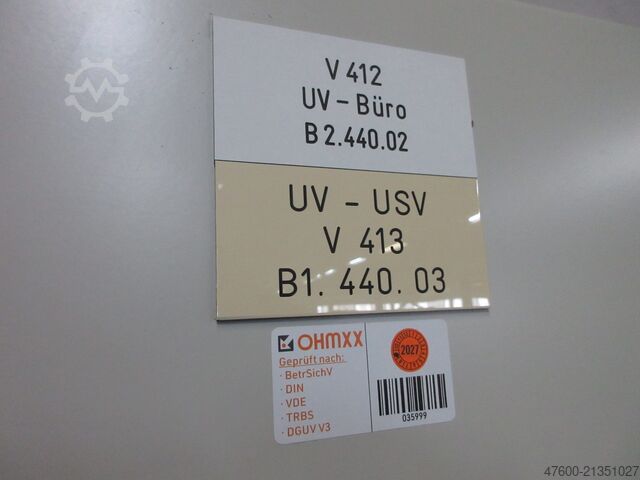 V 412
UV - Büro
B 2.440.02
UV - USV
V 413
B1. 440. 03
OHMXX
Geprüft nach:
· BetrSichV
· DIN
· VDE
· TRBS
· DGUV V3
2027
035999
47600-21351027